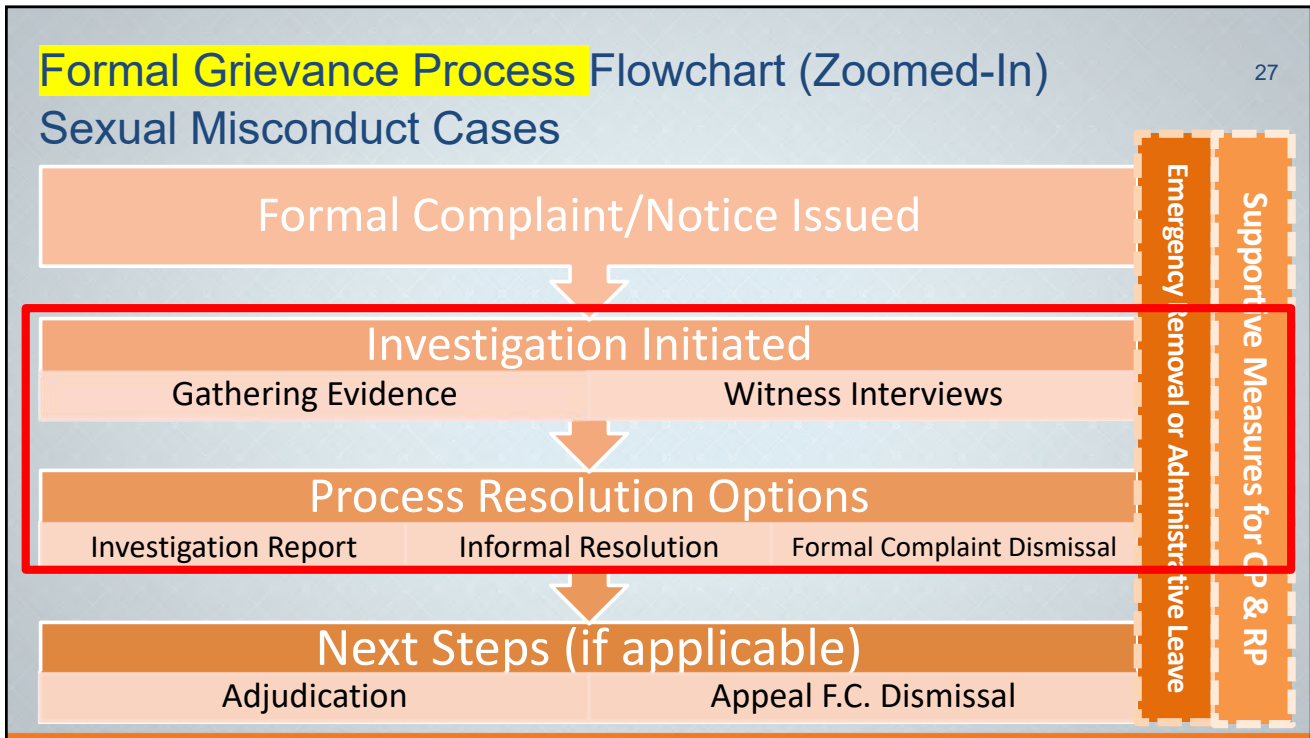 Formal Grievance Process Flowchart (Zoomed-In)
27
Sexual Misconduct Cases
Formal Complaint/Notice Issued
Investigation Initiated
Gathering Evidence
Witness Interviews
Process Resolution Options
Investigation Report
Informal Resolution
Formal Complaint Dismissal
Next Steps (if applicable)
Adjudication
Appeal F.C. Dismissal
Emergency Removal or Administrative Leave
Supportive Measures for CP & RP